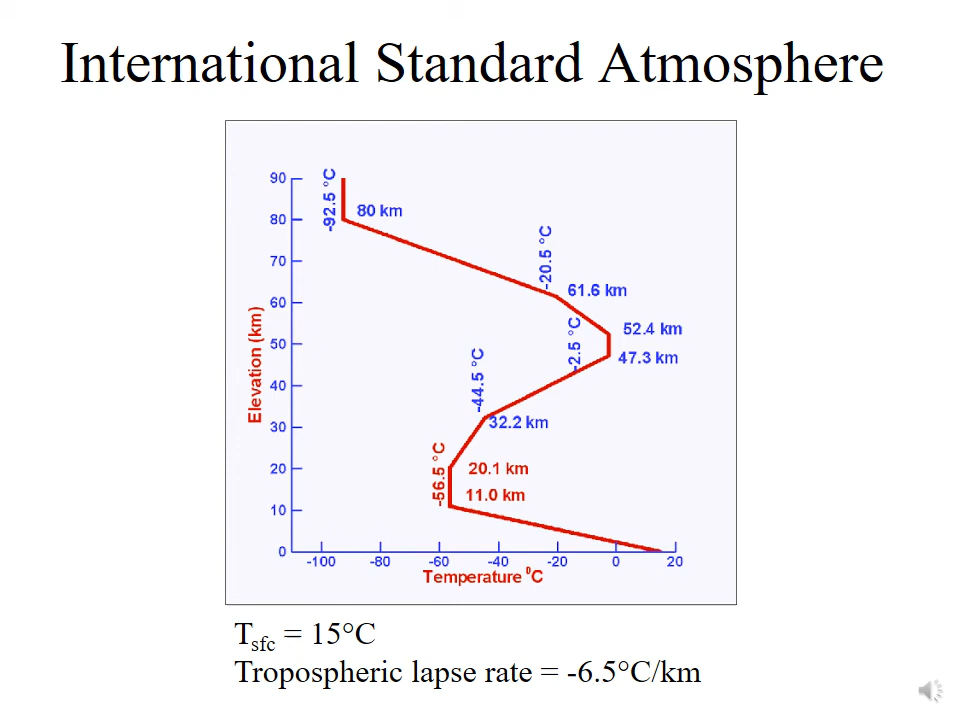 International Standard Atmosphere
90
80
70
60
50
40
30
20
10
0
Elevation (km)
-92.5 °C
80 km
-20.5 °C
61.6 km
52.4 km
-2.5 °C
47.3 km
-44.5 °C
32.2 km
-56.5 °C
20.1 km
11.0 km
-100 -80 -60 -40 -20 0 20
Temperature ⁰C
Tsfc = 15°C
Tropospheric lapse rate = -6.5°C/km